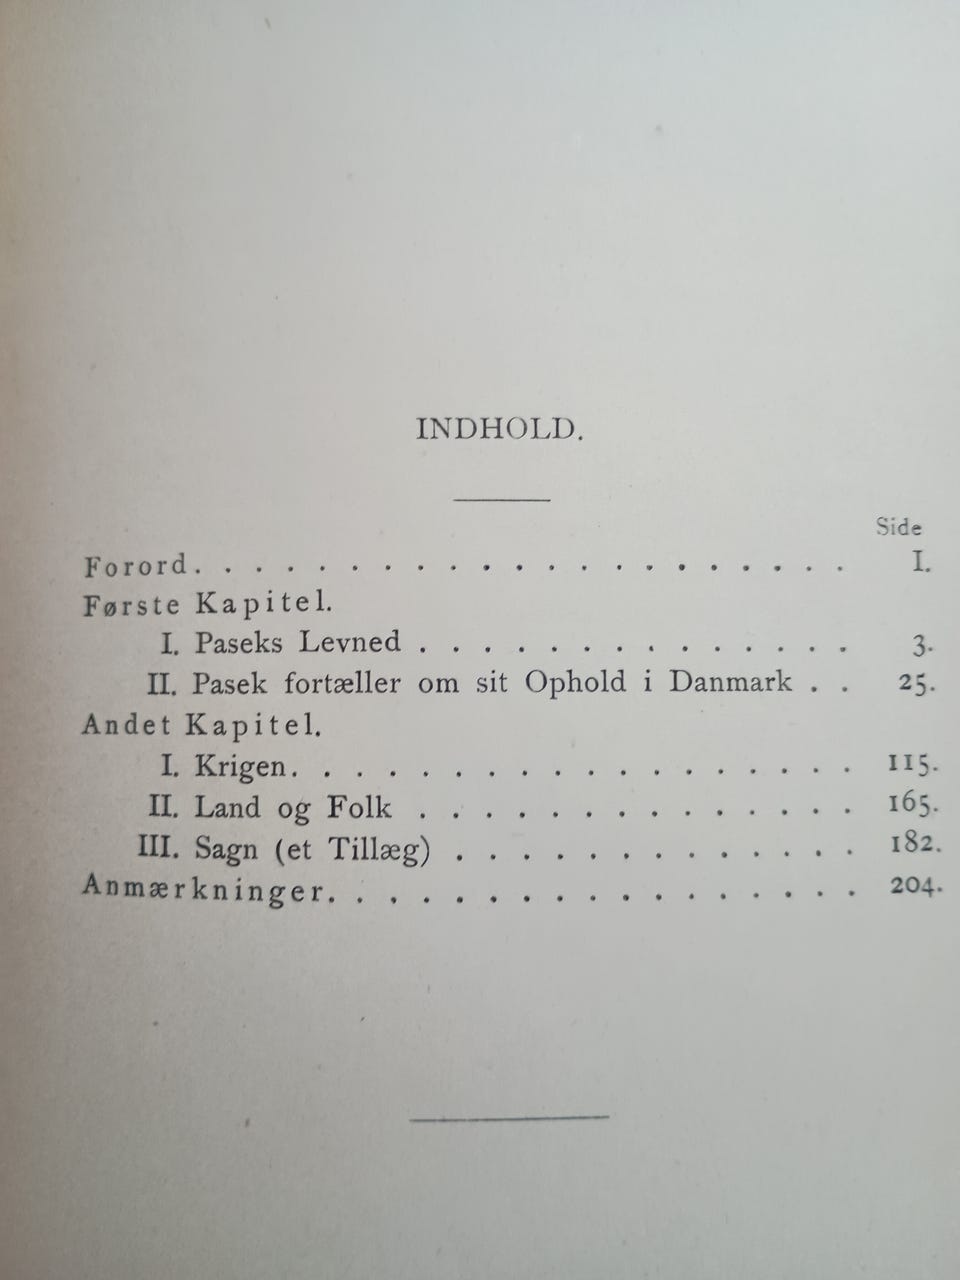 INDHOLD.
Side
Forord. . . . . . . . . . . . . . . . . . . . . I.
Første Kapitel.
I. Paseks Levned . . . . . . . . . . . . . . 3.
II. Pasek fortæller om sit Ophold i Danmark . . 25.
Andet Kapitel.
I. Krigen. . . . . . . . . . . . . . . . . . 115.
II. Land og Folk . . . . . . . . . . . . . . 165.
III. Sagn (et Tillæg) . . . . . . . . . . . . . 182.
Anmærkninger. . . . . . . . . . . . . . . . . 204.